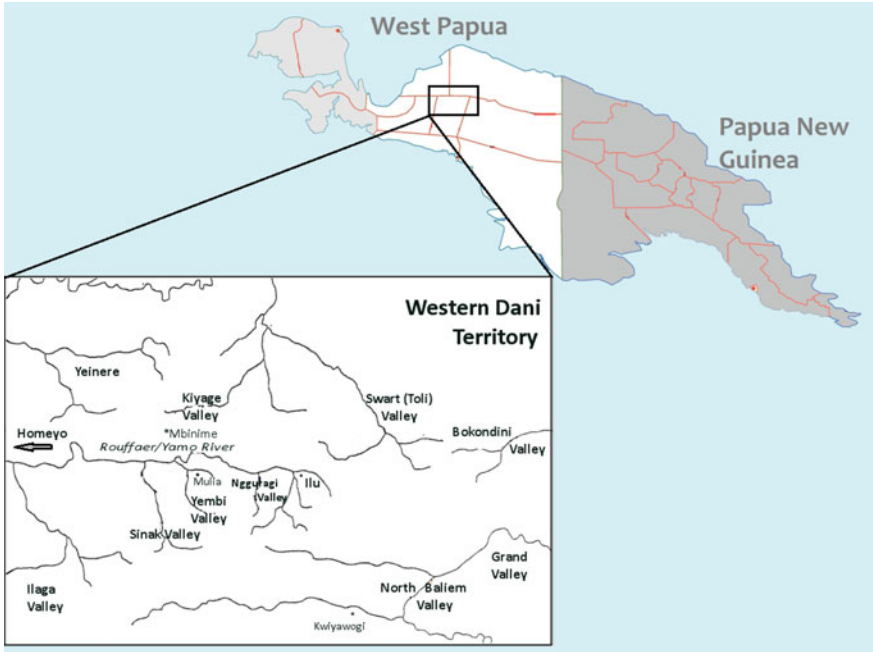 West Papua
Papua New
Guinea
Western Dani
Territory
Yeinere
Kiyage
Valley
Swart (Toli)
Valley
Homeyo
*Mbinime
Rouffaer/Yamo River
Bokondini
Valley
Mulia
Yembi
Valley
Ngguragi
Valley
Ilu
Sinak Valley
Ilaga
Valley
North Baliem
Valley
Grand
Valley
Kwiyawogi